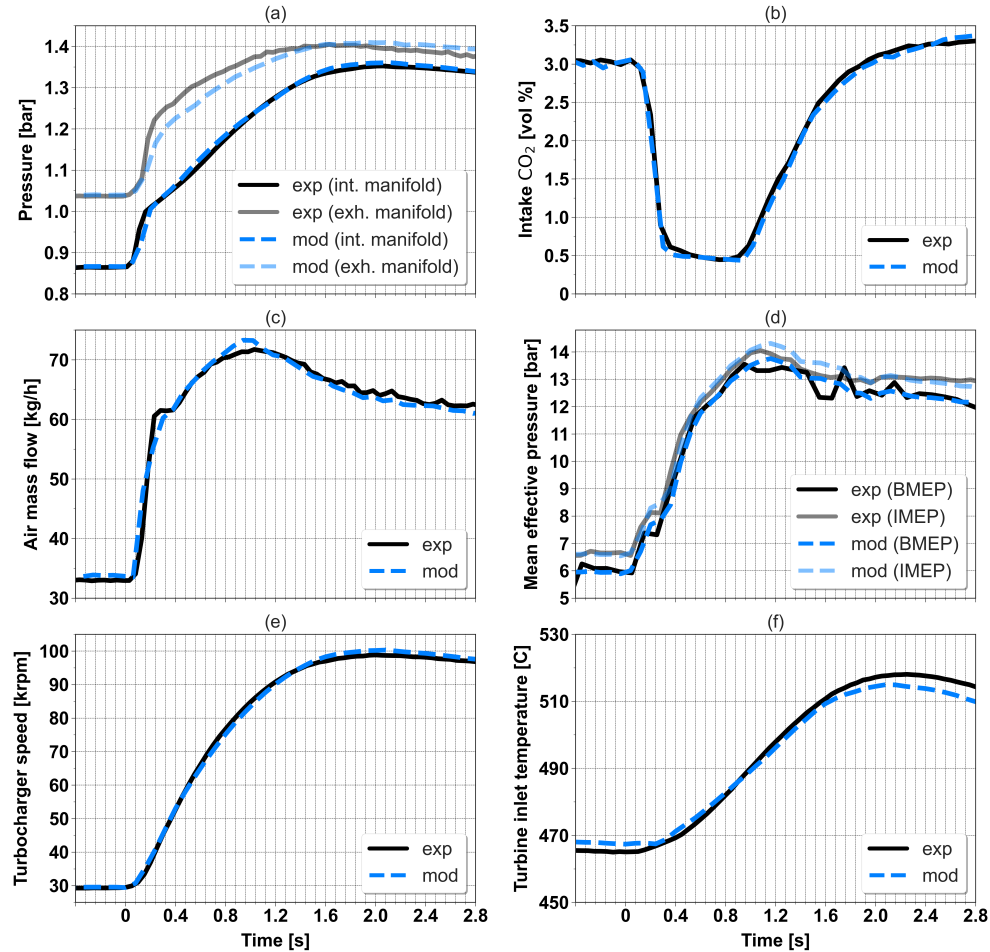 (a)
Pressure [bar]
1.4
1.3
1.2
1.1
1.0
0.9
0.8
exp (int. manifold)
exp (exh. manifold)
mod (int. manifold)
mod (exh. manifold)
(b)
Intake CO₂ [vol %]
3.5
3.0
2.5
2.0
1.5
1.0
0.5
0
exp
mod
(c)
Air mass flow [kg/h]
70
60
50
40
30
exp
mod
(d)
Mean effective pressure [bar]
14
13
12
11
10
9
8
7
6
5
exp (BMEP)
exp (IMEP)
mod (BMEP)
mod (IMEP)
(e)
Turbocharger speed [krpm]
100
90
80
70
60
50
40
30
exp
mod
0 0.4 0.8 1.2 1.6 2.0 2.4 2.8
Time [s]
(f)
Turbine inlet temperature [C]
530
510
490
470
450
exp
mod
0 0.4 0.8 1.2 1.6 2.0 2.4 2.8
Time [s]